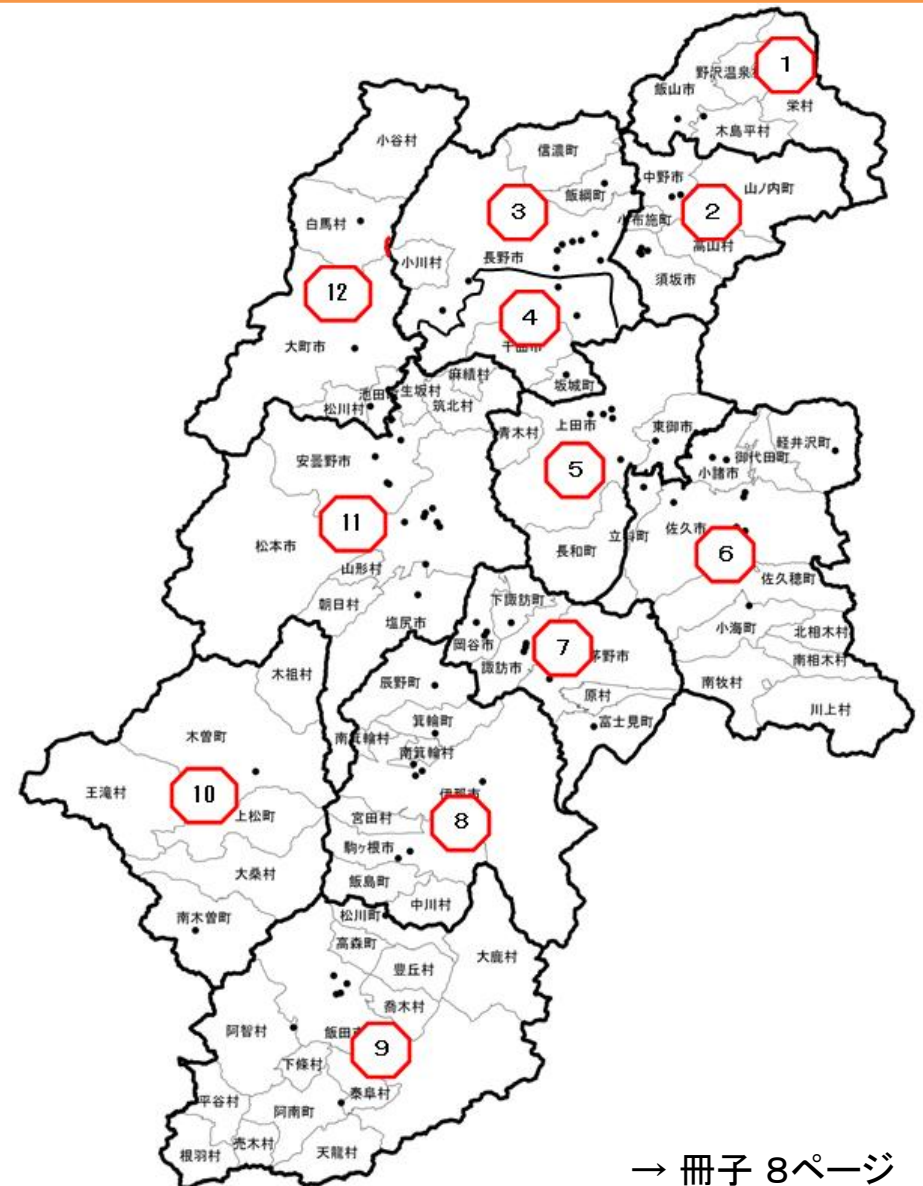 1
野沢温泉
飯山市
栄村
木島平村
小谷村
信濃町
中野市
山ノ内町
飯綱町
3
2
小布施町
白馬村
高山村
長野市
小川村
須坂市
12
4
大町市
千曲市
麻績村
坂城町
池田
生坂村
松川村
筑北村
青木村
上田市
東御市
軽井沢町
御代田町
小諸市
安曇野市
5
11
佐久市
立科町
松本市
6
長和町
山形村
佐久穂町
朝日村
下諏訪町
塩尻市
小海町
北相木村
岡谷市
7
茅野市
諏訪市
南相木村
木祖村
辰野町
原村
南牧村
川上村
箕輪町
富士見町
木曽町
南箕輪村
南箕輪村
王滝村
10
伊那市
上松町
宮田村
8
駒ヶ根市
大桑村
飯島町
中川村
南木曽町
松川町
高森町
大鹿村
豊丘村
喬木村
阿智村
飯田市
9
下條村
泰阜村
平谷村
阿南町
売木村
根羽村
天龍村
→ 冊子 8ページ